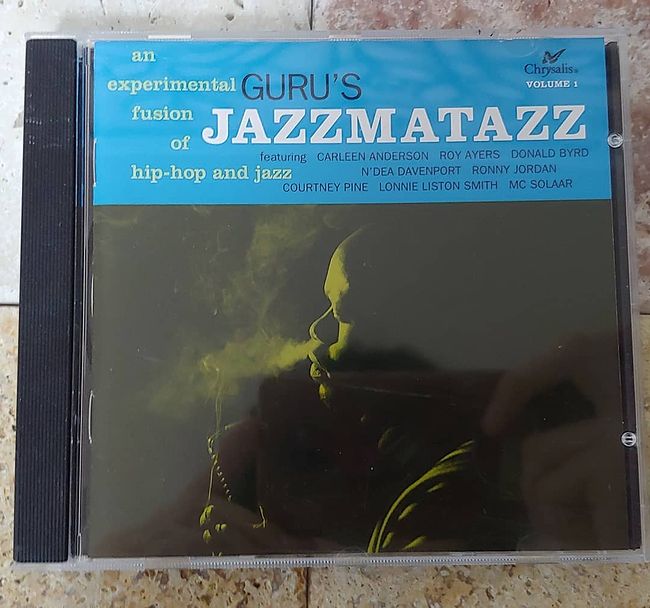 an
experimental
fusion
of
hip-hop and jazz
GURU'S
JAZZMATAZZ
Chrysalis®
VOLUME 1
featuring CARLEEN ANDERSON ROY AYERS DONALD BYRD
N'DEA DAVENPORT RONNY JORDAN
COURTNEY PINE LONNIE LISTON SMITH MC SOLAAR